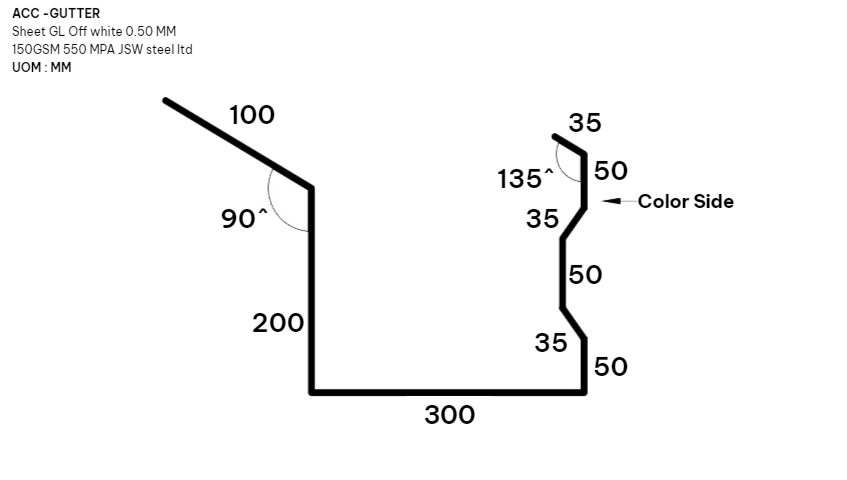 ACC -GUTTER
Sheet GL Off white 0.50 MM
150GSM 550 MPA JSW steel ltd
UOM : MM
100
35
50
135^
Color Side
90^
35
50
200
35
50
300